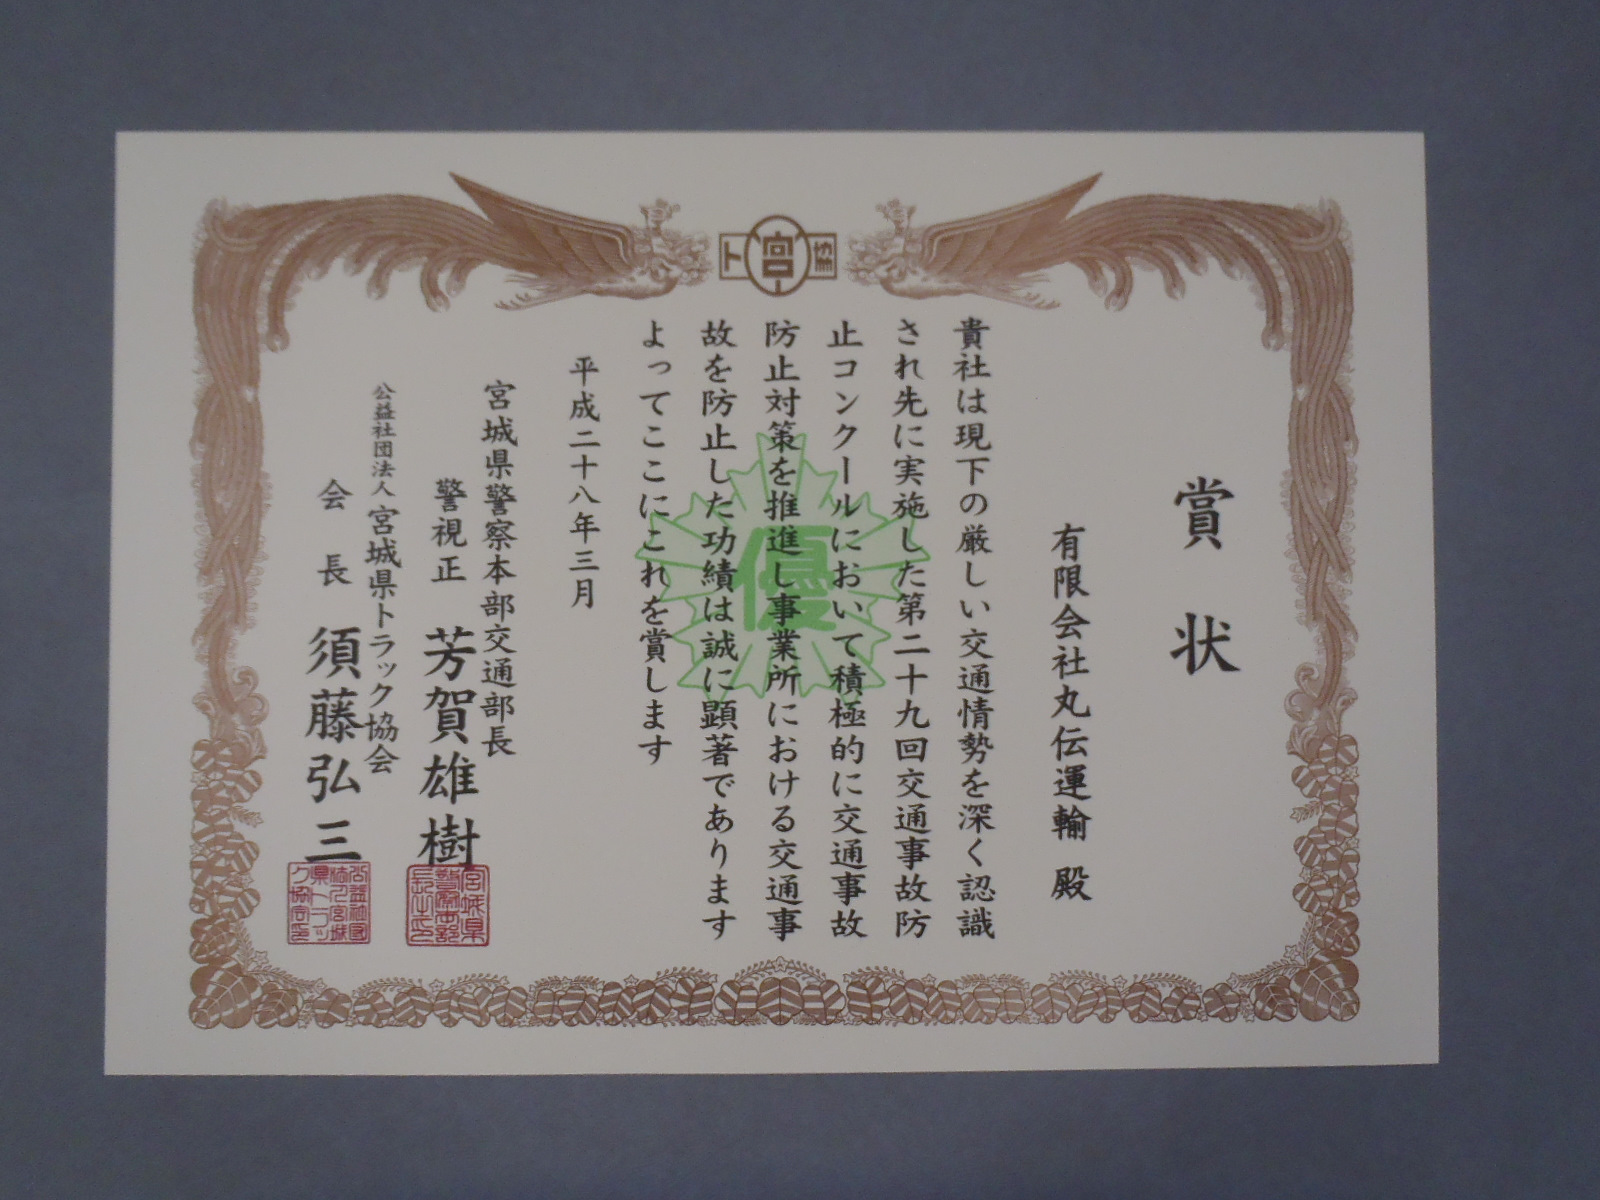 ト宮協
賞状
有限会社丸伝運輸 殿
貴社は現下の厳しい交通情勢を深く認識
され先に実施した第二十九回交通事故防
止コンクールにおいて積極的に交通事故
防止対策を推進し事業所における交通事
故を防止した功績は誠に顕著であります
よってここにこれを賞します
優
平成二十八年三月
宮城県警察本部交通部長
警視正 芳賀雄樹
公益社団法人宮城県トラック協会
会長 須藤弘三